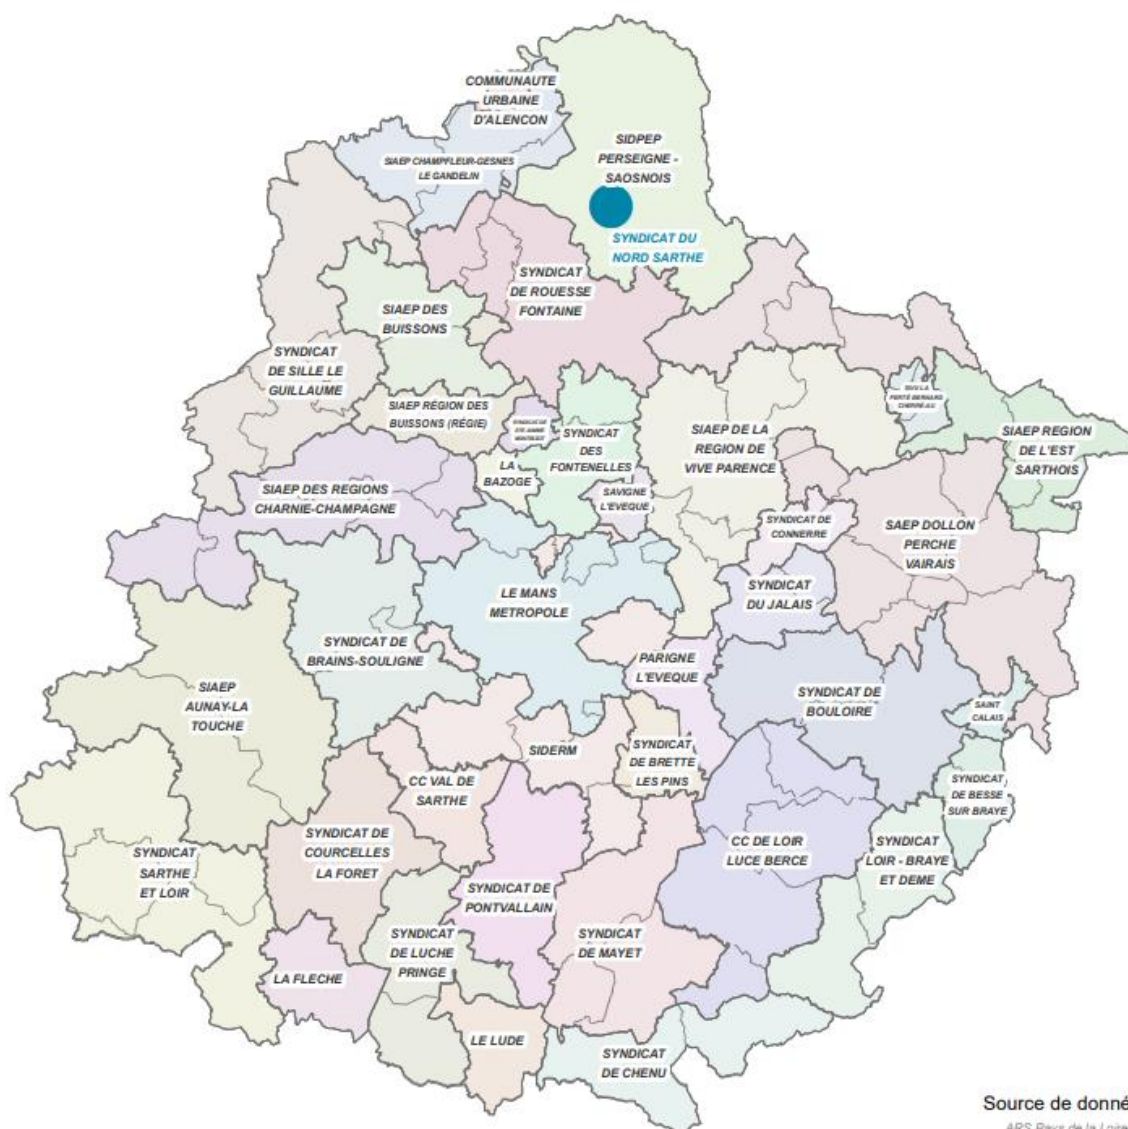 COMMUNAUTE
URBAINE
D'ALENCON
SIDPEP
PERSEIGNE -
SAOSNOIS
SIAEP CHAMPFLEUR-GESNES
LE GANDELIN
SYNDICAT DU
NORD SARTHE
SYNDICAT
DE ROUESSE
FONTAINE
SIAEP DES
BUISSONS
SYNDICAT
DE SILLE LE
GUILLAUME
SIAEP RÉGION DES
BUISSONS (RÉGIE)
SYNDICAT
DES
FONTENELLES
SIAEP DE LA
REGION DE
VIVE PARENCE
SIAEP REGION
DE L'EST
SARTHOIS
LA
BAZOGE
SIAEP DES REGIONS
CHARNIE-CHAMPAGNE
SAVIGNE
L'EVEQUE
SYNDICAT DE
CONNERRE
SAEP DOLLON
PERCHE
VAIRAIS
LE MANS
METROPOLE
SYNDICAT
DU JALAIS
SYNDICAT DE
BRAINS-SOULIGNE
PARIGNE
L'EVEQUE
SIAEP
AUNAY-LA
TOUCHE
SYNDICAT DE
BOULOIRE
SAINT
CALAIS
SIDERM
SYNDICAT
DE BRETTE
LES PINS
CC VAL DE
SARTHE
SYNDICAT
DE BESSE
SUR BRAYE
SYNDICAT DE
COURCELLES
LA FORET
CC DE LOIR
LUCE BERCE
SYNDICAT
LOIR - BRAYE
ET DEME
SYNDICAT
SARTHE
ET LOIR
SYNDICAT DE
PONTVALLAIN
SYNDICAT
DE LUCHE
PRINGE
SYNDICAT
DE MAYET
LA FLECHE
LE LUDE
SYNDICAT
DE CHENU
Source de donné
ARS Pays de la Loire